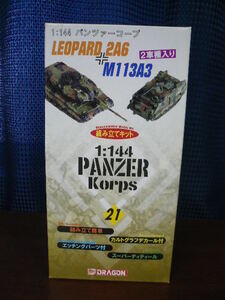 1:144 パンツァーコープ
LEOPARD 2A6
+M113A3
2車種入り
組み立てキット
1:144
PANZER
Korps
21
組み立て簡単
カルトグラフデカール付
エッチングパーツ付
スーパーディティール
DRAGON